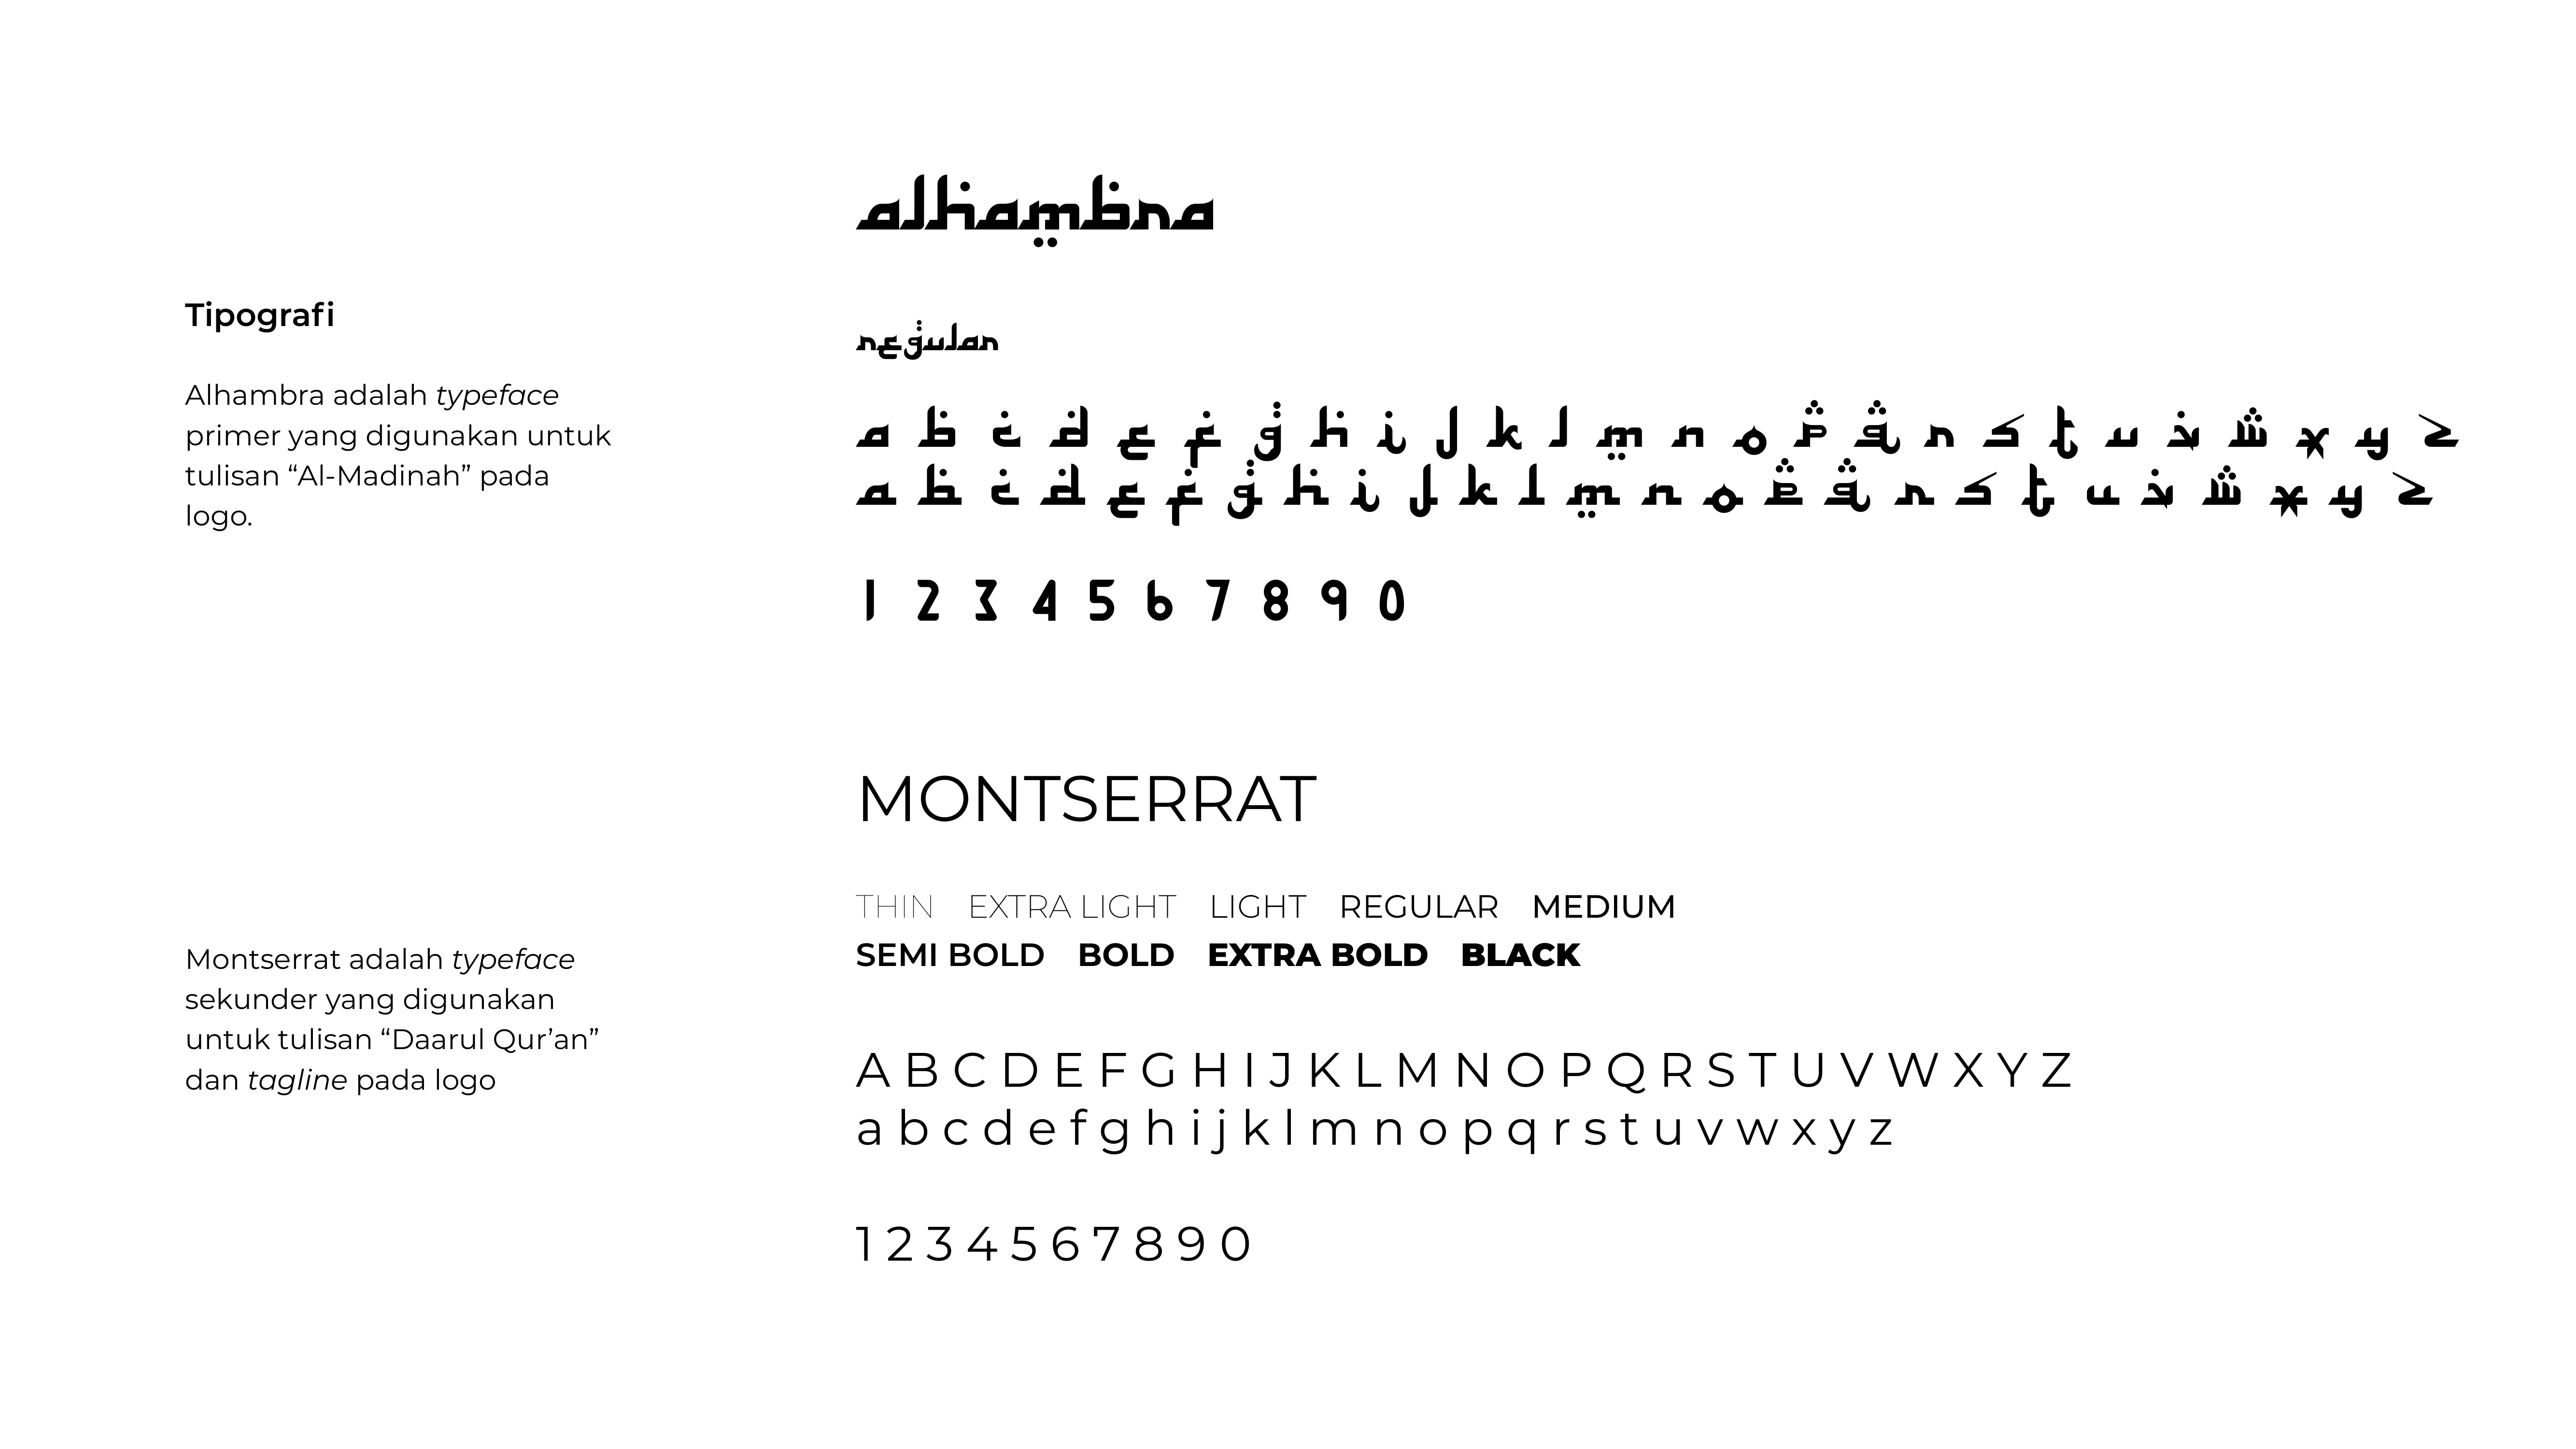 alhambra
Tipografi
regular
Alhambra adalah typeface
primer yang digunakan untuk
tulisan “Al-Madinah” pada
logo.
a b c d e f g h i j k l m n o p q r s t u v w x y z
a b c d e f g h i j k l m n o p q r s t u v w x y z
1 2 3 4 5 6 7 8 9 0
MONTSERRAT
THIN EXTRA LIGHT LIGHT REGULAR MEDIUM
SEMI BOLD BOLD EXTRA BOLD BLACK
Montserrat adalah typeface
sekunder yang digunakan
untuk tulisan “Daarul Qur’an”
dan tagline pada logo
A B C D E F G H I J K L M N O P Q R S T U V W X Y Z
a b c d e f g h i j k l m n o p q r s t u v w x y z
1 2 3 4 5 6 7 8 9 0